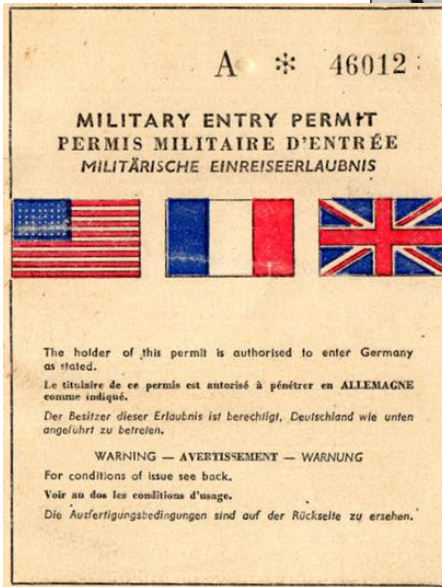 A * 46012
MILITARY ENTRY PERMIT
PERMIS MILITAIRE D'ENTRÉE
MILITÄRISCHE EINREISEERLAUBNIS
The holder of this permit is authorised to enter Germany
as stated.
Le titulaire de ce permis est autorisé à pénétrer en ALLEMAGNE
comme indiqué.
Der Besitzer dieser Erlaubnis ist berechtigt, Deutschland wie unten
angeführt zu betreten.
WARNING — AVERTISSEMENT — WARNUNG
For conditions of issue see back.
Voir au dos les conditions d'usage.
Die Ausfertigungsbedingungen sind auf der Rückseite zu ersehen.